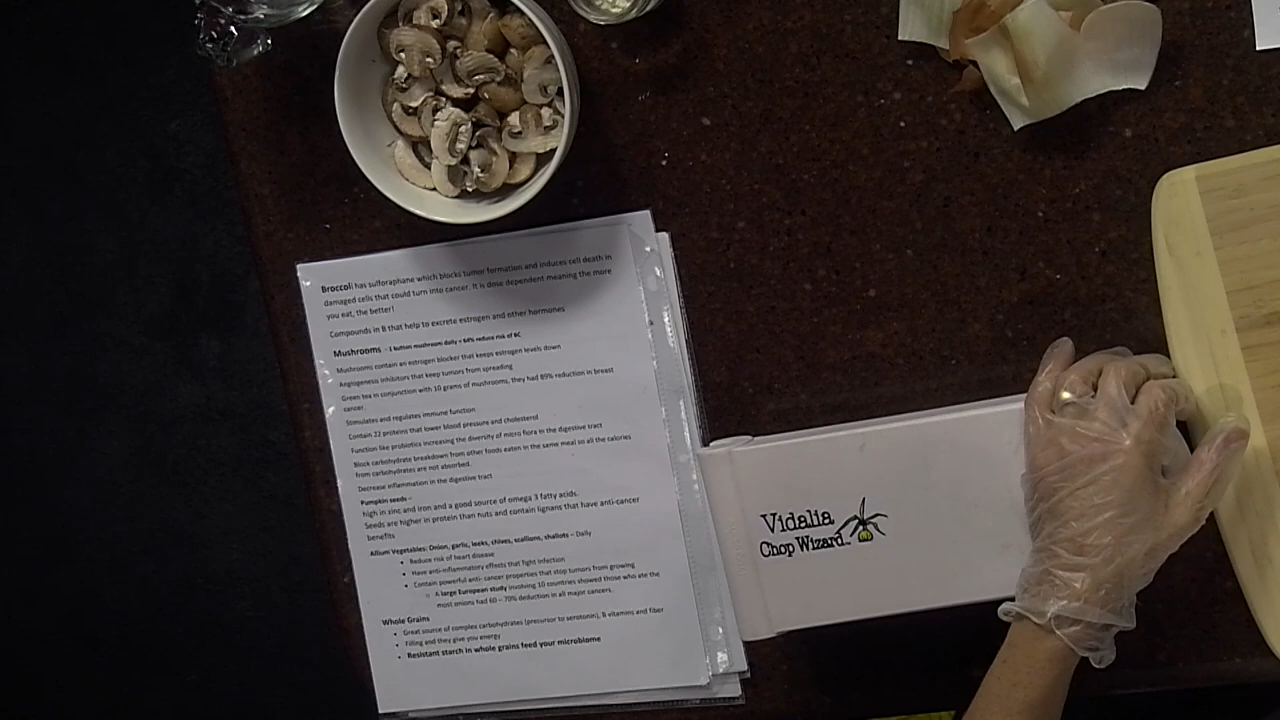 Broccoli has sulforaphane which blocks tumor formation and induces cell death in
damaged cells that could turn into cancer. It is dose dependent meaning the more
you eat, the better!
Compounds in B that help to excrete estrogen and other hormones
Mushrooms - 1 button mushroom daily = 64% reduce risk of BC
Mushrooms contain an estrogen blocker that keeps estrogen levels down
Angiogenesis inhibitors that keep tumors from spreading
Green tea in conjunction with 10 grams of mushrooms, they had 89% reduction in breast
cancer.
Stimulates and regulates immune function
Contain 22 proteins that lower blood pressure and cholesterol
Function like probiotics increasing the diversity of micro flora in the digestive tract
Block carbohydrate breakdown from other foods eaten in the same meal so all the calories
from carbohydrates are not absorbed.
Decrease inflammation in the digestive tract
Pumpkin seeds –
high in zinc and iron and a good source of omega 3 fatty acids.
Seeds are higher in protein than nuts and contain lignans that have anti-cancer
benefits
Allium Vegetables: Onion, garlic, leeks, chives, scallions, shallots – Daily
• Reduce risk of heart disease
• Have anti-inflammatory effects that fight infection
• Contain powerful anti-cancer properties that stop tumors from growing
o A large European study involving 10 countries showed those who ate the
most onions had 60 – 70% deduction in all major cancers.
Whole Grains
• Great source of complex carbohydrates (precursor to serotonin), B vitamins and fiber
• Filling and they give you energy
• Resistant starch in whole grains feed your microbiome
Vidalia
Chop Wizard™